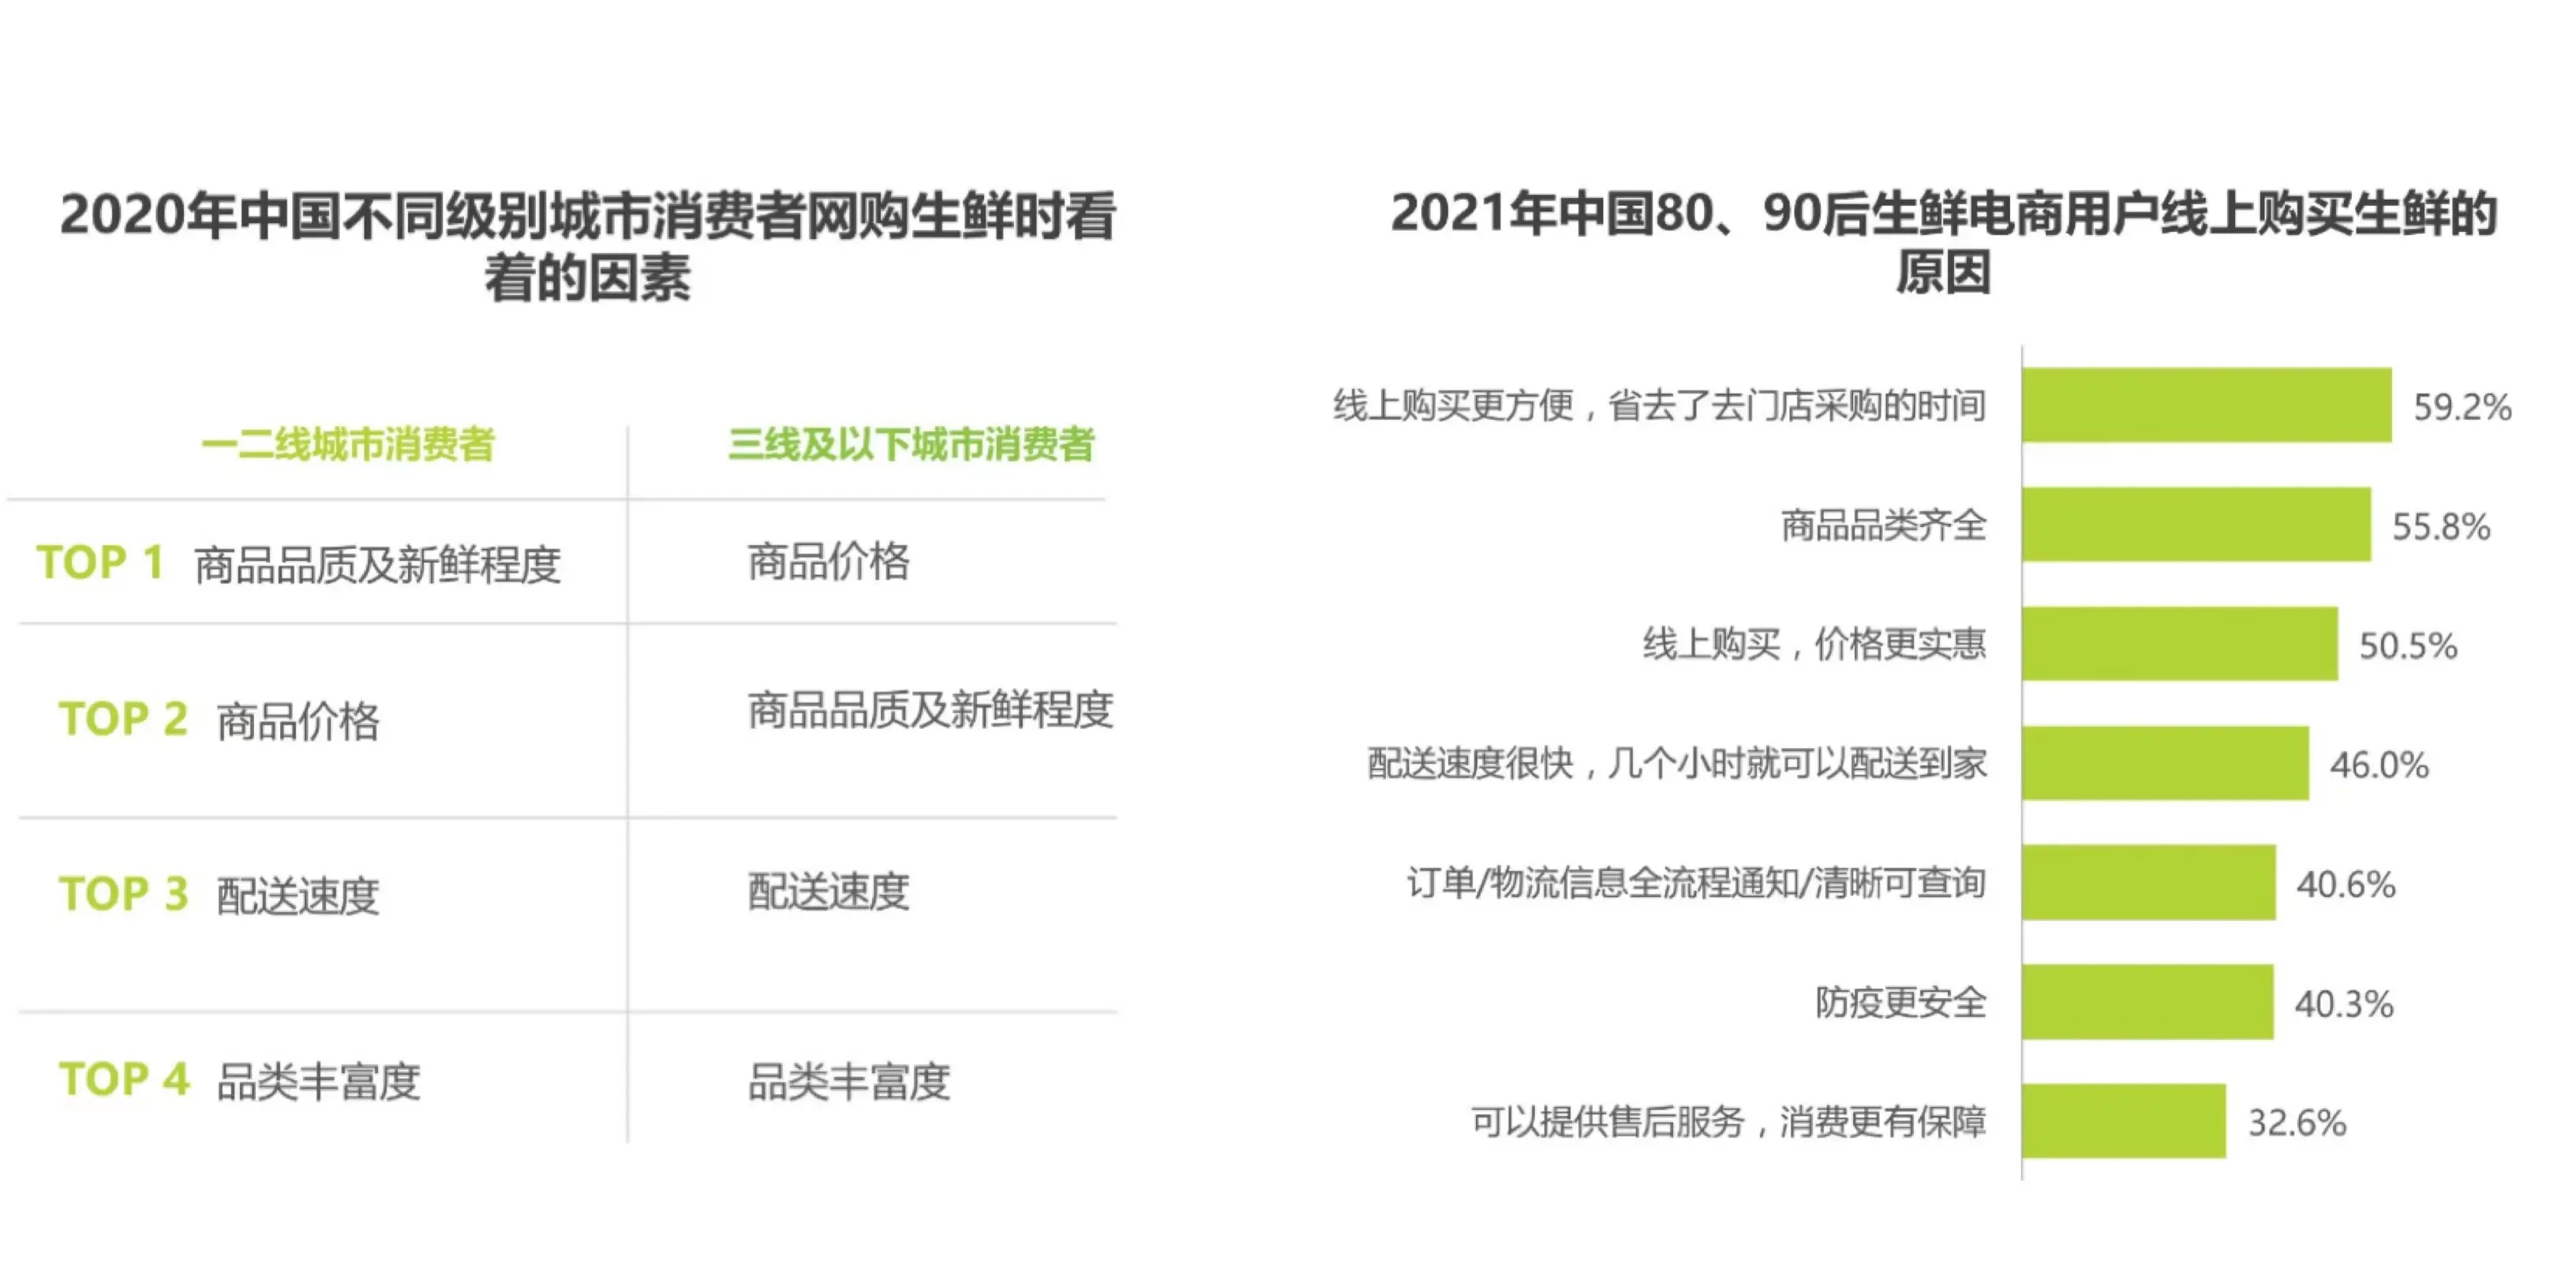 2020年中国不同级别城市消费者网购生鲜时看
着的因素
一二线城市消费者
三线及以下城市消费者
TOP 1 商品品质及新鲜程度
商品价格
TOP 2 商品价格
商品品质及新鲜程度
TOP 3 配送速度
配送速度
TOP 4 品类丰富度
品类丰富度
2021年中国80、90后生鲜电商用户线上购买生鲜的
原因
线上购买更方便，省去了去门店采购的时间 59.2%
商品品类齐全 55.8%
线上购买，价格更实惠 50.5%
配送速度很快，几个小时就可以配送到家 46.0%
订单/物流信息全流程通知/清晰可查询 40.6%
防疫更安全 40.3%
可以提供售后服务，消费更有保障 32.6%